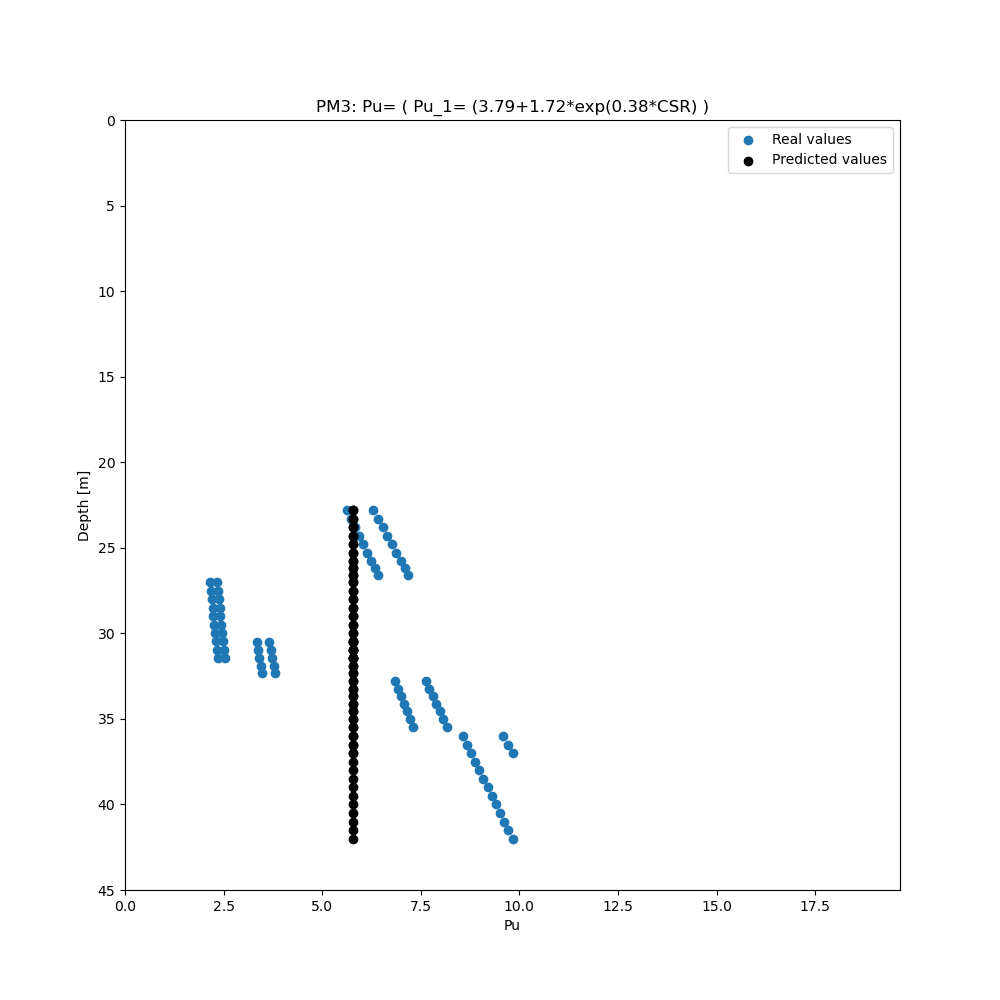 PM3: Pu= ( Pu_1= (3.79+1.72*exp(0.38*CSR) )
Real values
Predicted values
Depth [m]
0
5
10
15
20
25
30
35
40
45
0.0 2.5 5.0 7.5 10.0 12.5 15.0 17.5
Pu